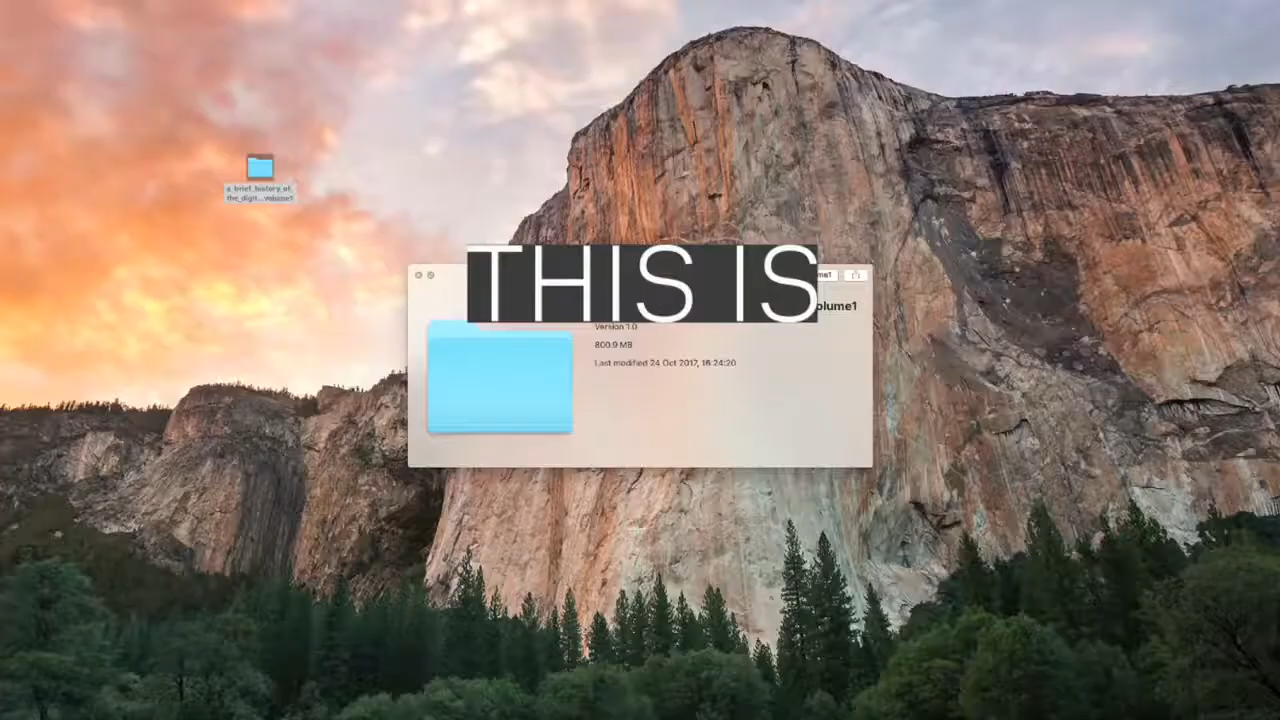 a_brief_history_of_
the_digit...volume1
THIS IS
me1
olume1
Version 1.0
800.9 MB
Last modified 24 Oct 2017, 16:24:20